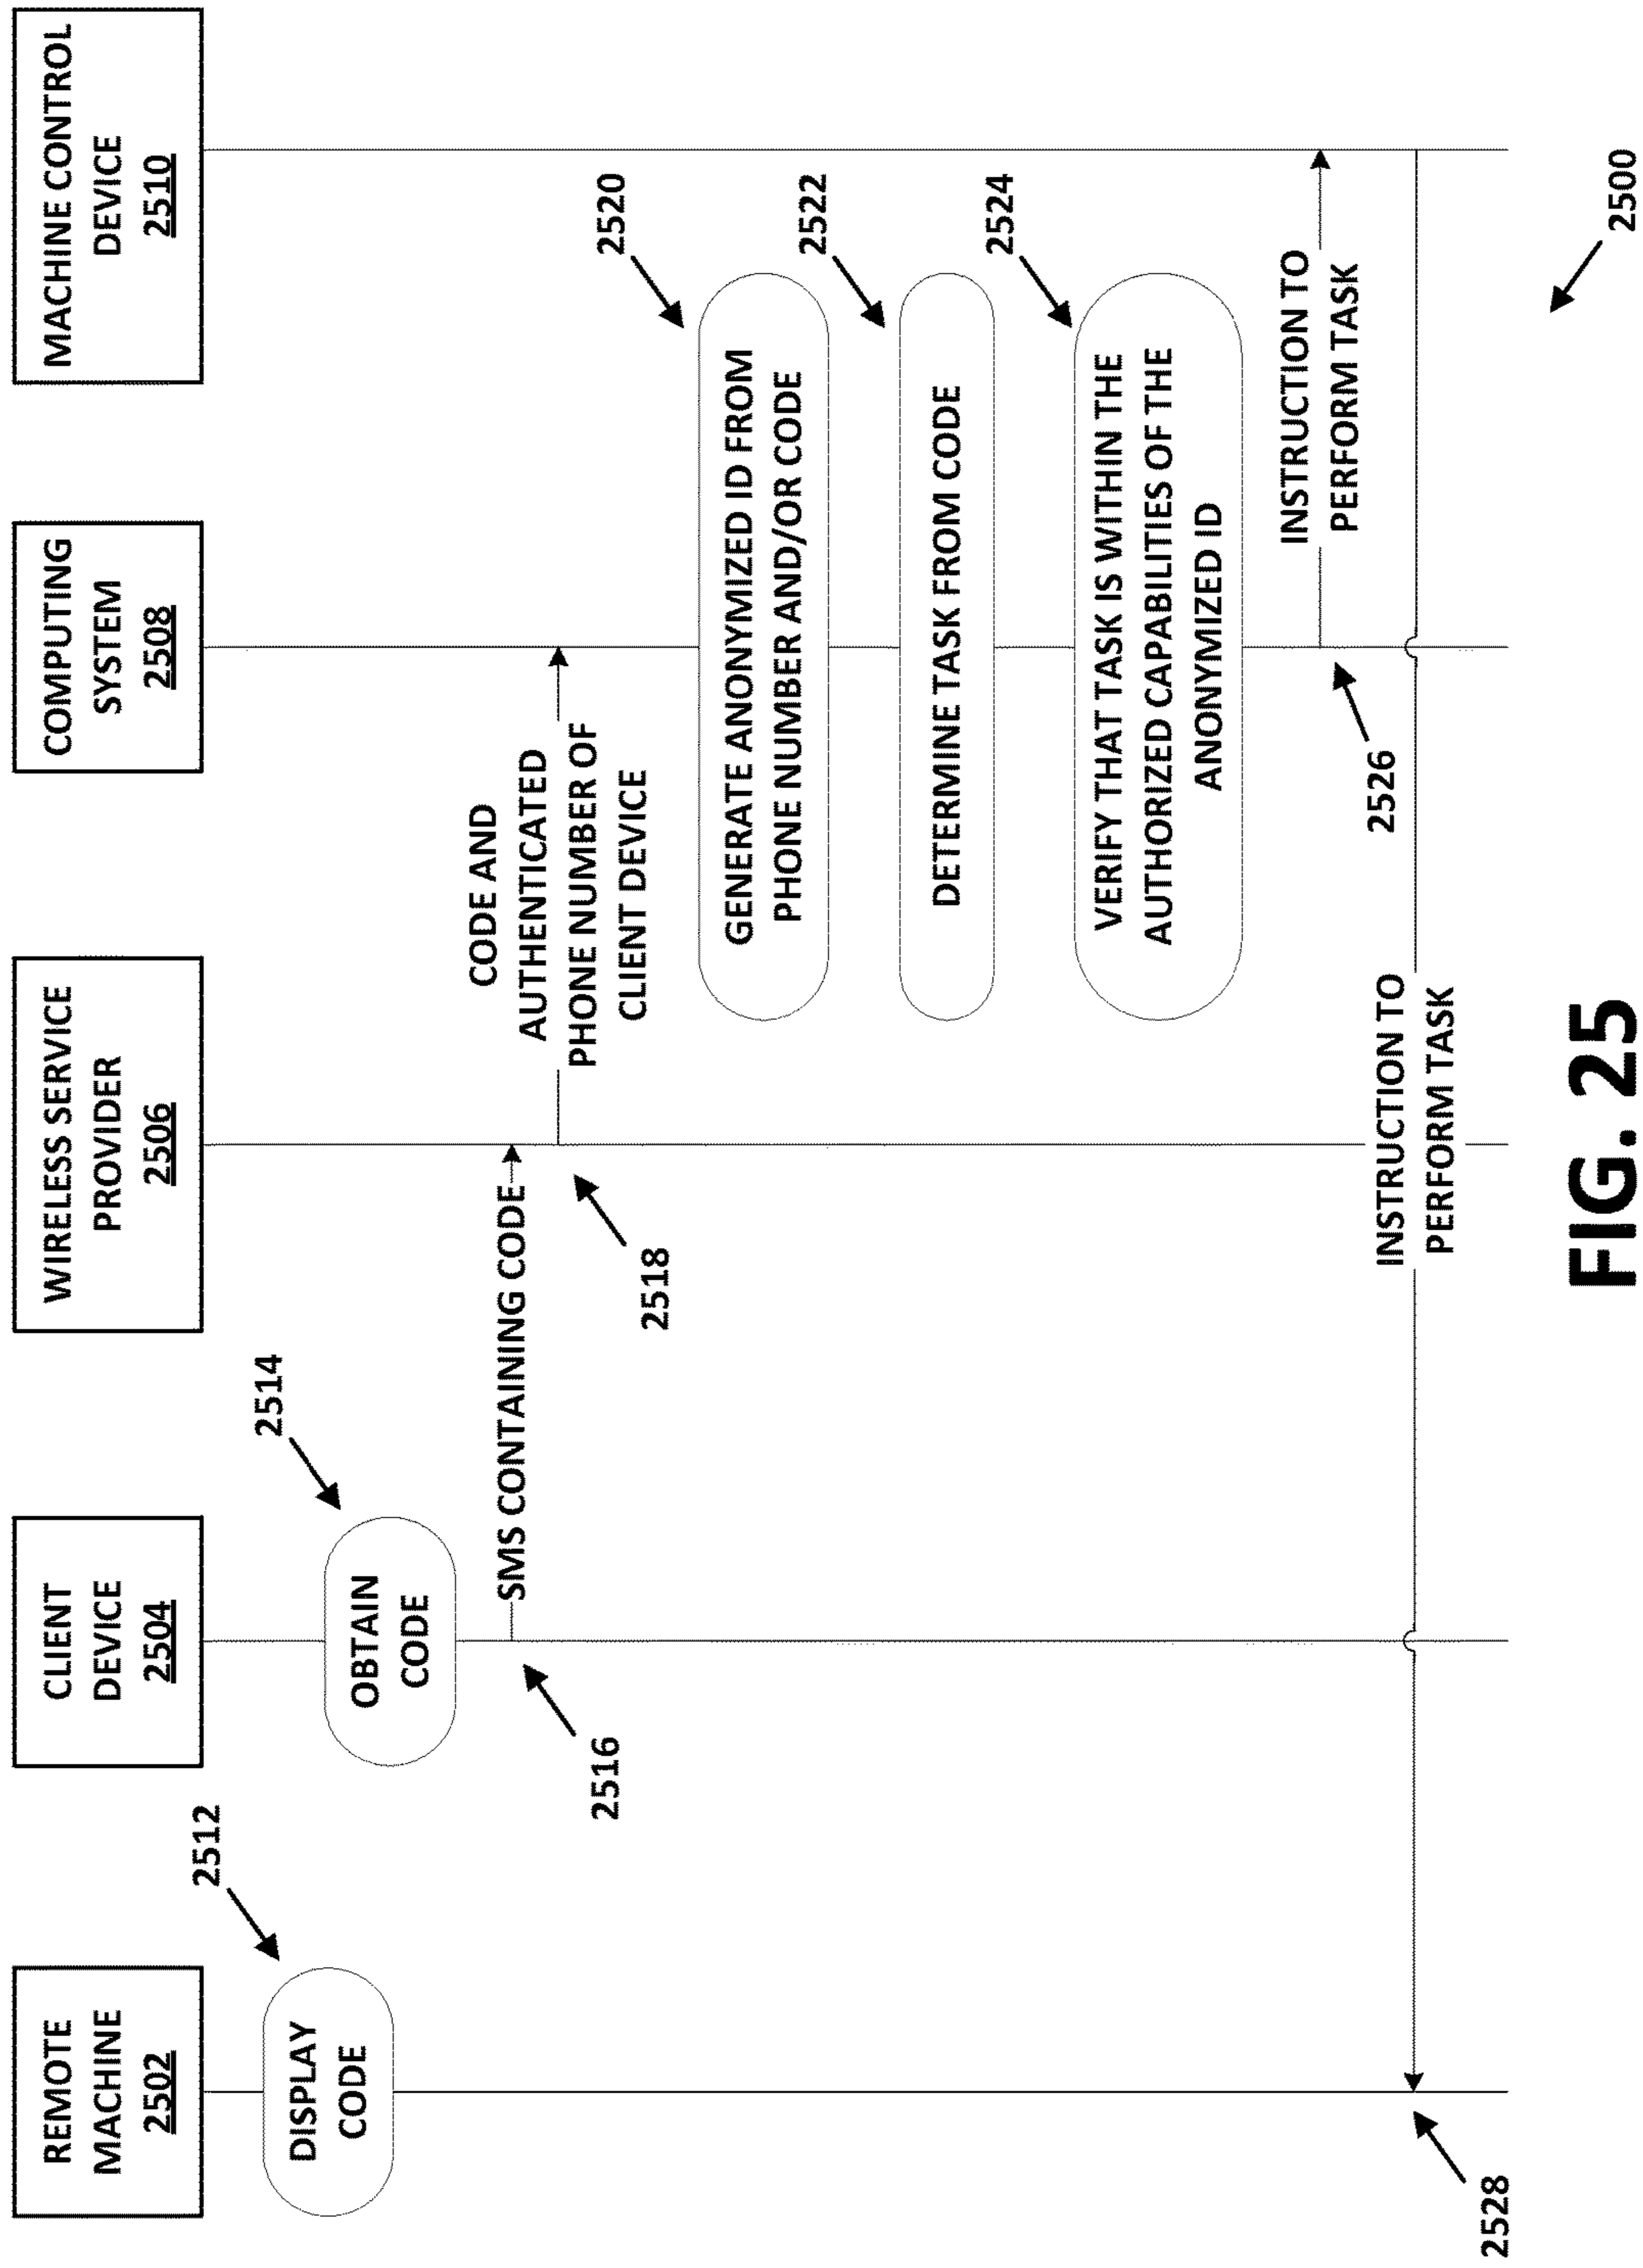 REMOTE
MACHINE
2502
CLIENT
DEVICE
2504
WIRELESS SERVICE
PROVIDER
2506
COMPUTING
SYSTEM
2508
MACHINE CONTROL
DEVICE
2510
2512
DISPLAY
CODE
2514
OBTAIN
CODE
SMS CONTAINING CODE
2516
CODE AND
AUTHENTICATED
PHONE NUMBER OF
CLIENT DEVICE
2518
2520
GENERATE ANONYMIZED ID FROM
PHONE NUMBER AND/OR CODE
2522
DETERMINE TASK FROM CODE
2524
VERIFY THAT TASK IS WITHIN THE
AUTHORIZED CAPABILITIES OF THE
ANONYMIZED ID
INSTRUCTION TO
PERFORM TASK
2526
INSTRUCTION TO
PERFORM TASK
2528
2500
FIG. 25